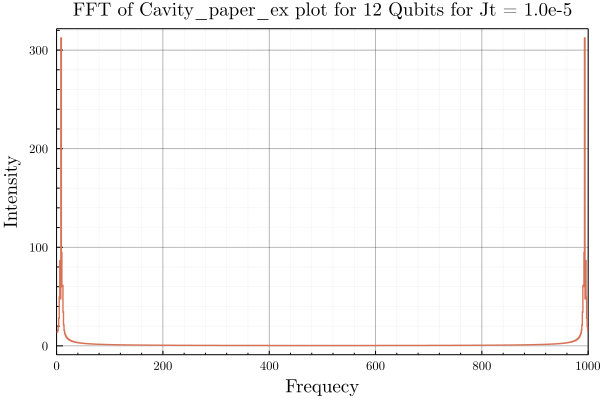 FFT of Cavity_paper_ex plot for 12 Qubits for Jt = 1.0e-5
300
200
100
0
Intensity
0 200 400 600 800 1000
Frequecy